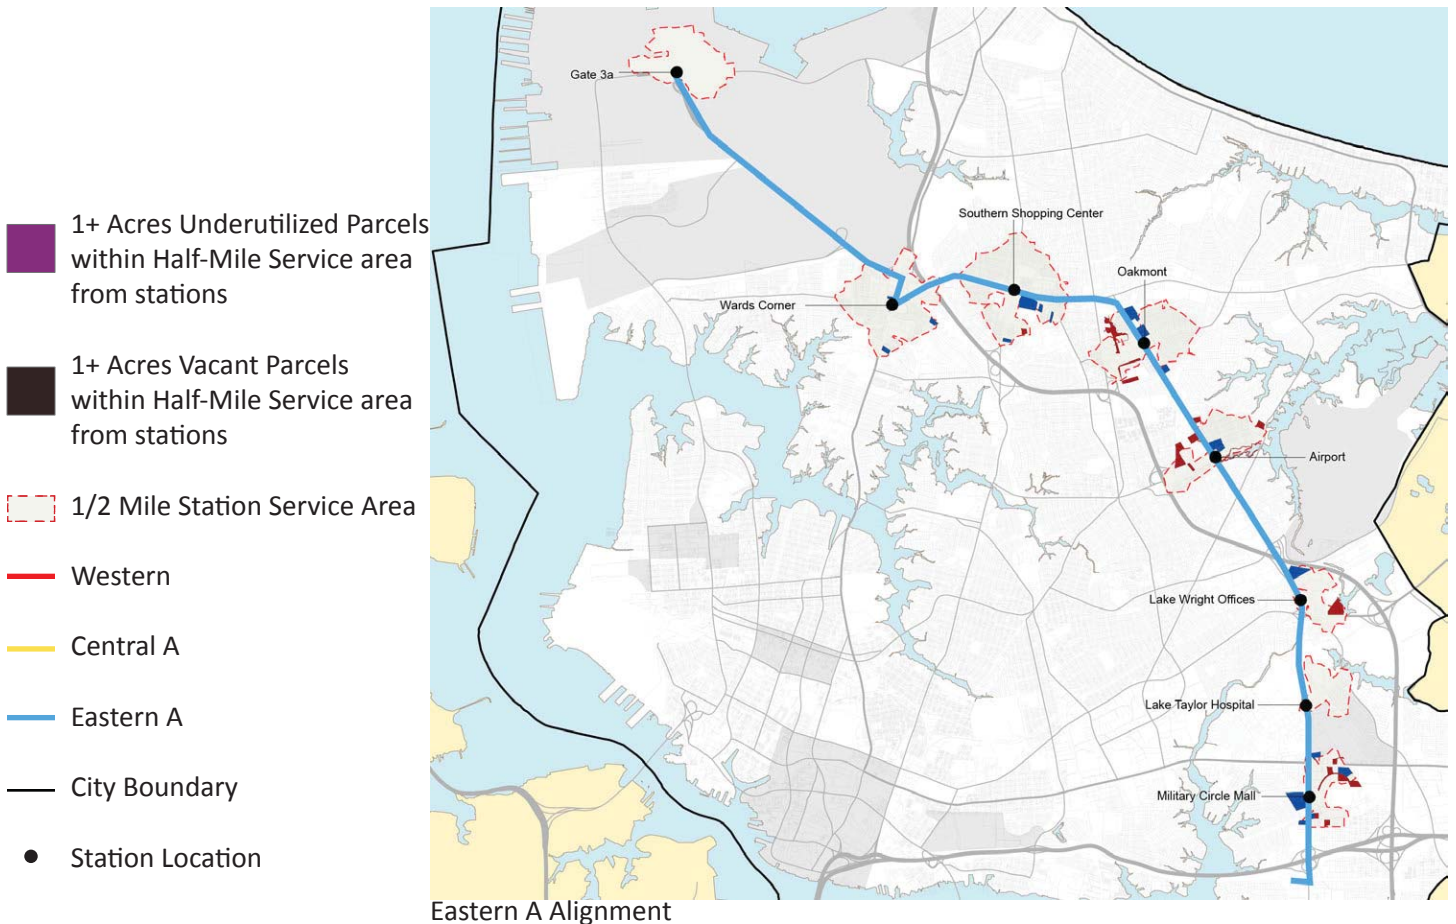 1+ Acres Underutilized Parcels
within Half-Mile Service area
from stations
1+ Acres Vacant Parcels
within Half-Mile Service area
from stations
1/2 Mile Station Service Area
Western
Central A
Eastern A
City Boundary
Station Location
Gate 3a
Southern Shopping Center
Oakmont
Wards Corner
Airport
Lake Wright Offices
Lake Taylor Hospital
Military Circle Mall
Eastern A Alignment